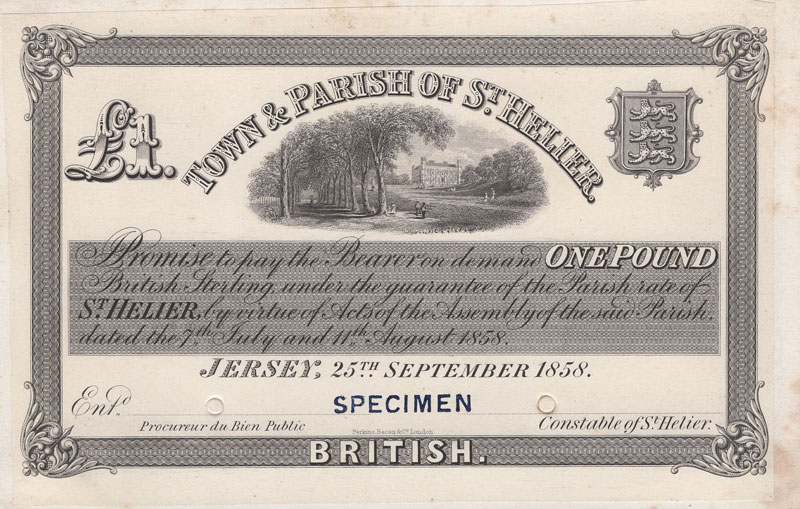 £1.
TOWN & PARISH OF ST HELIER.
Promise to pay the Bearer on demand ONE POUND
British Sterling, under the guarantee of the Parish rate of
ST HELIER, by virtue of Acts of the Assembly of the said Parish.
dated the 7th July and 11th August 1858.
JERSEY, 25TH SEPTEMBER 1858.
Entd
SPECIMEN
Procureur du Bien Public
Perkins Bacon & Co London
Constable of St Helier.
BRITISH.